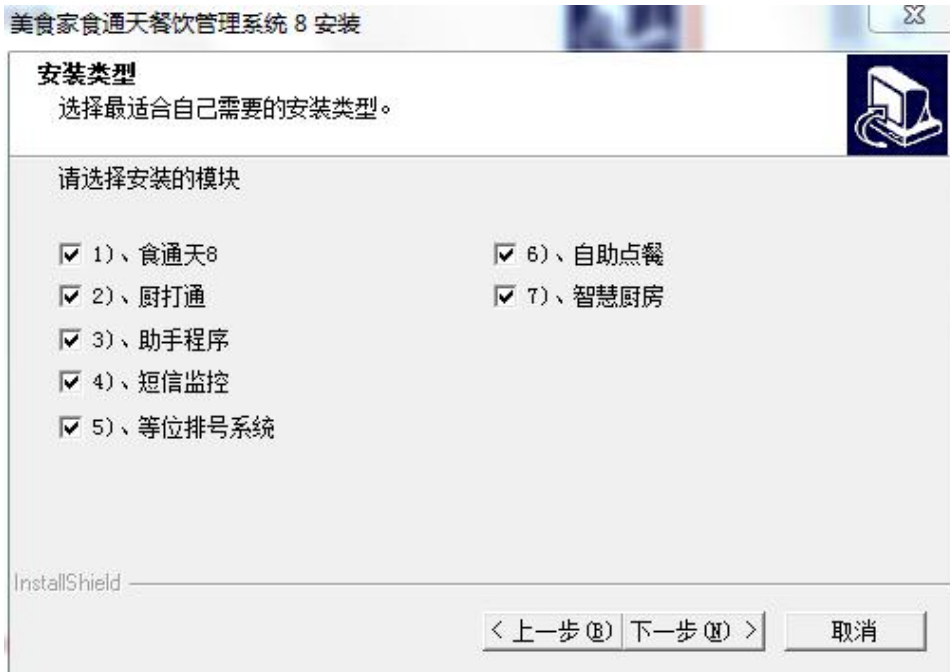 美食家食通天餐饮管理系统 8 安装
安装类型
选择最适合自己需要的安装类型。
请选择安装的模块
1)、食通天8
2)、厨打通
3)、助手程序
4)、短信监控
5)、等位排号系统
6)、自助点餐
7)、智慧厨房
InstallShield
< 上一步(B) 下一步(N) > 取消